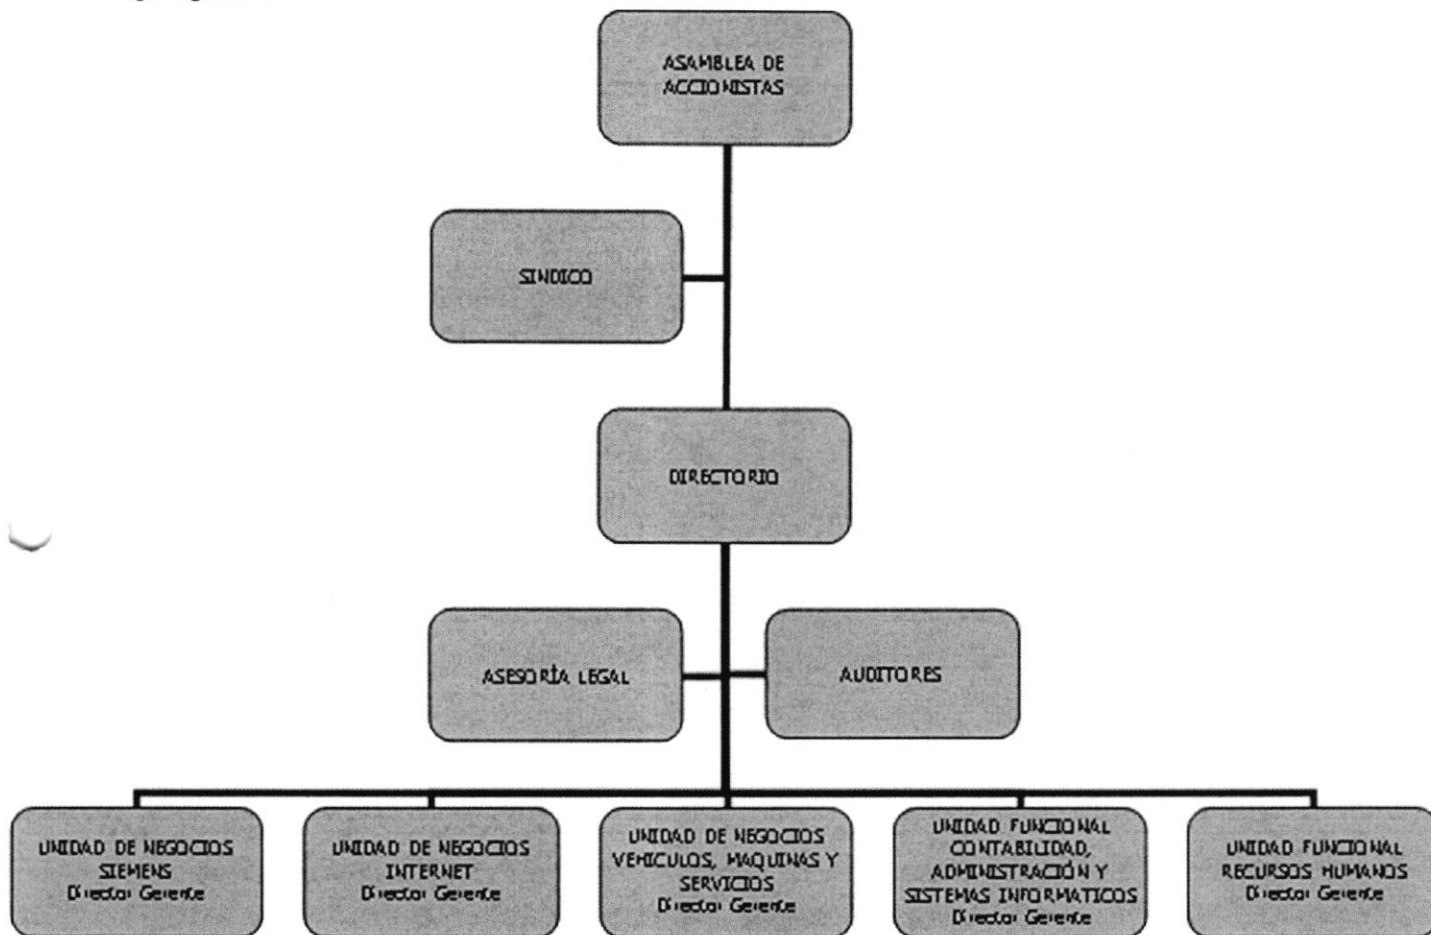 ASAMBLEA DE
ACCIONISTAS
SINDICO
DIRECTORIO
ASESORÍA LEGAL
AUDITORES
UNIDAD DE NEGOCIOS
SIEMENS
Director Gerente
UNIDAD DE NEGOCIOS
INTERNET
Director Gerente
UNIDAD DE NEGOCIOS
VEHICULOS, MAQUINAS Y
SERVICIOS
Director Gerente
UNIDAD FUNCIONAL
CONTABILIDAD,
ADMINISTRACIÓN Y
SISTEMAS INFORMATICOS
Director Gerente
UNIDAD FUNCIONAL
RECURSOS HUMANOS
Director Gerente